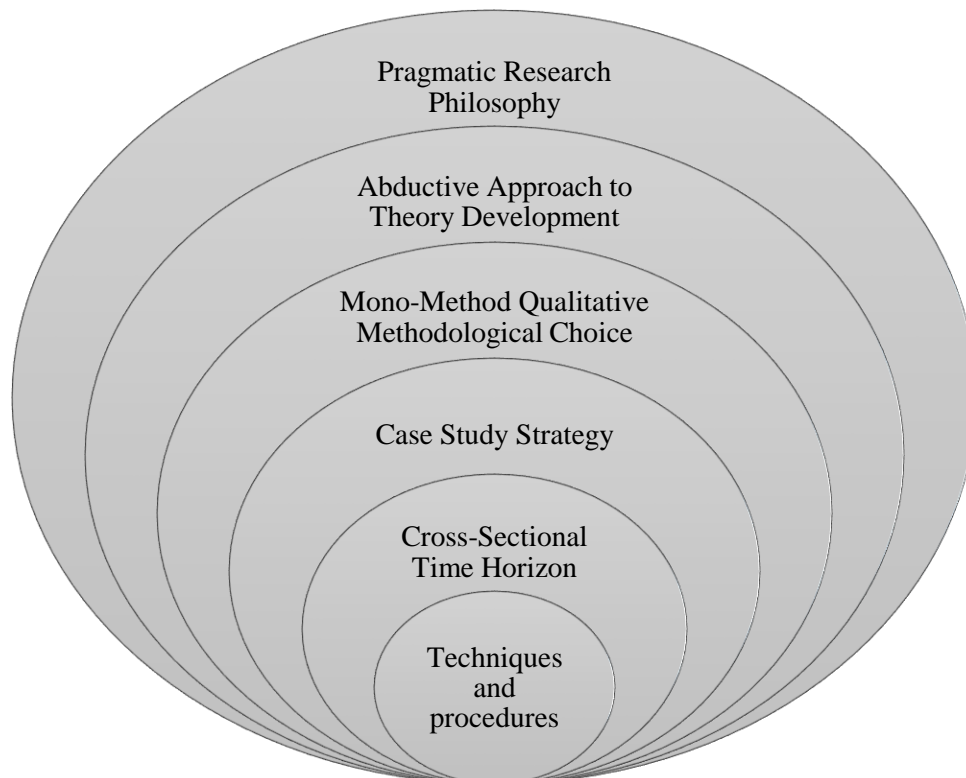 Pragmatic Research
Philosophy
Abductive Approach to
Theory Development
Mono-Method Qualitative
Methodological Choice
Case Study Strategy
Cross-Sectional
Time Horizon
Techniques
and
procedures